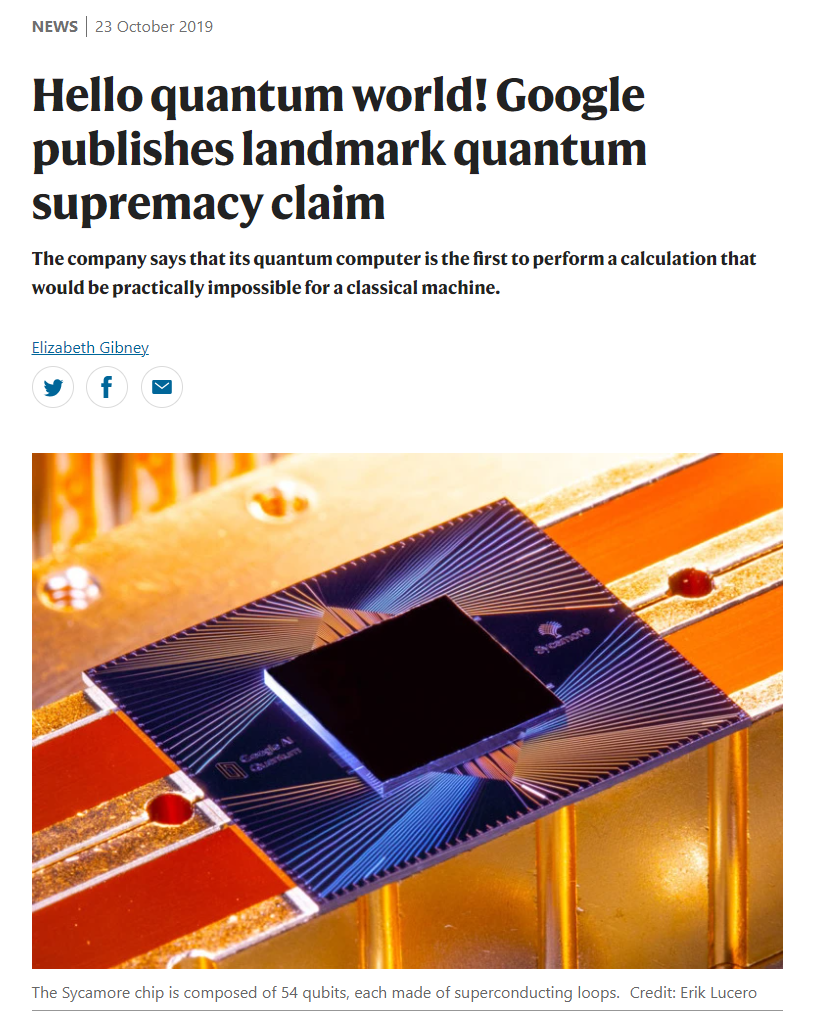 NEWS | 23 October 2019
Hello quantum world! Google
publishes landmark quantum
supremacy claim
The company says that its quantum computer is the first to perform a calculation that
would be practically impossible for a classical machine.
Elizabeth Gibney
Sycamore
Google AI
Quantum
The Sycamore chip is composed of 54 qubits, each made of superconducting loops. Credit: Erik Lucero